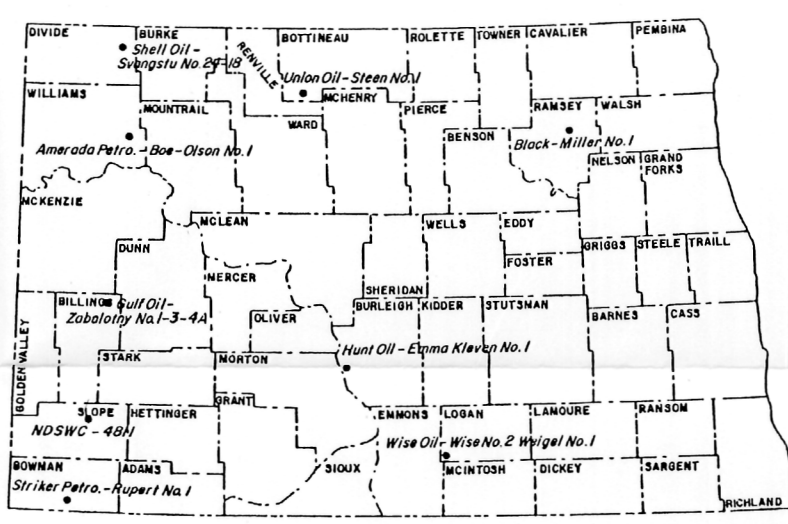 DIVIDE BURKE BOTTINEAU ROLETTE TOWNER CAVALIER PEMBINA
Shell Oil -
Svangstu No. 24-18
RENVILLE
Union Oil - Steen No. 1
WILLIAMS
MOUNTRAIL WARD MCHENRY PIERCE BENSON RAMSEY WALSH
Amerada Petro. - Boe - Olson No. 1
Black - Miller No. 1
NELSON GRAND
FORKS
MCKENZIE
MCLEAN WELLS EDDY
DUNN GRIGGS STEELE TRAILL
MERCER FOSTER
SHERIDAN
BILLINGS Gulf Oil -
Zabolotny No. 1-3-4A
OLIVER BURLEIGH KIDDER STUTSMAN BARNES CASS
GOLDEN VALLEY
STARK MORTON
Hunt Oil - Emma Kleven No. 1
GRANT
SLOPE HETTINGER EMMONS LOGAN LAMOURE RANSOM
NDSWC - 48H
Wise Oil - Wise No. 2 Weigel No. 1
BOWMAN ADAMS SIOUX MCINTOSH DICKEY SARGENT
Striker Petro. - Rupert No. 1
RICHLAND